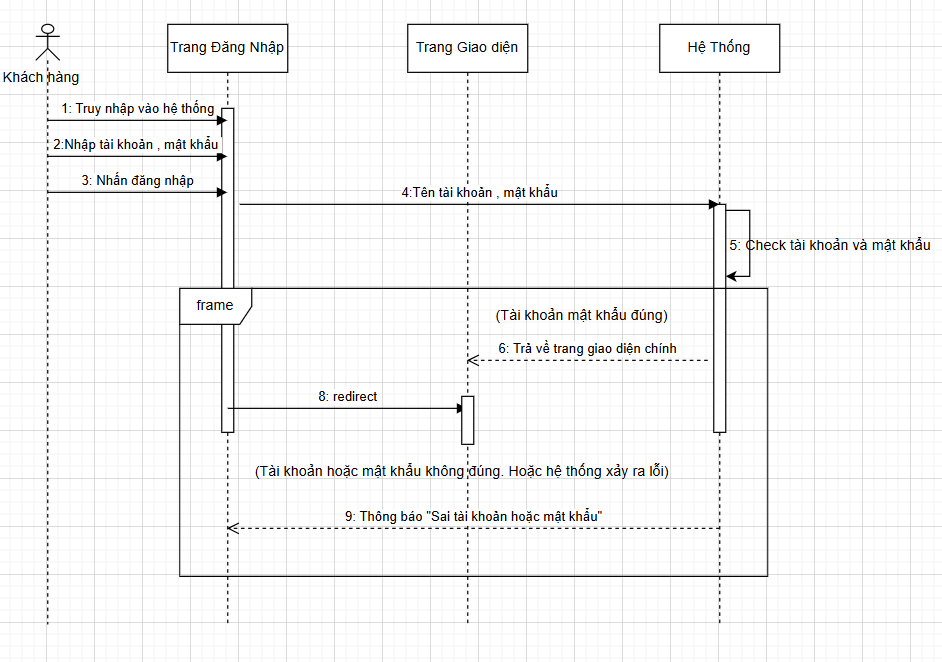 Khách hàng
Trang Đăng Nhập
Trang Giao diện
Hệ Thống
1: Truy nhập vào hệ thống
2:Nhập tài khoản , mật khẩu
3: Nhấn đăng nhập
4:Tên tài khoản , mật khẩu
5: Check tài khoản và mật khẩu
frame
(Tài khoản mật khẩu đúng)
6: Trả về trang giao diện chính
8: redirect
(Tài khoản hoặc mật khẩu không đúng. Hoặc hệ thống xảy ra lỗi)
9: Thông báo "Sai tài khoản hoặc mật khẩu"